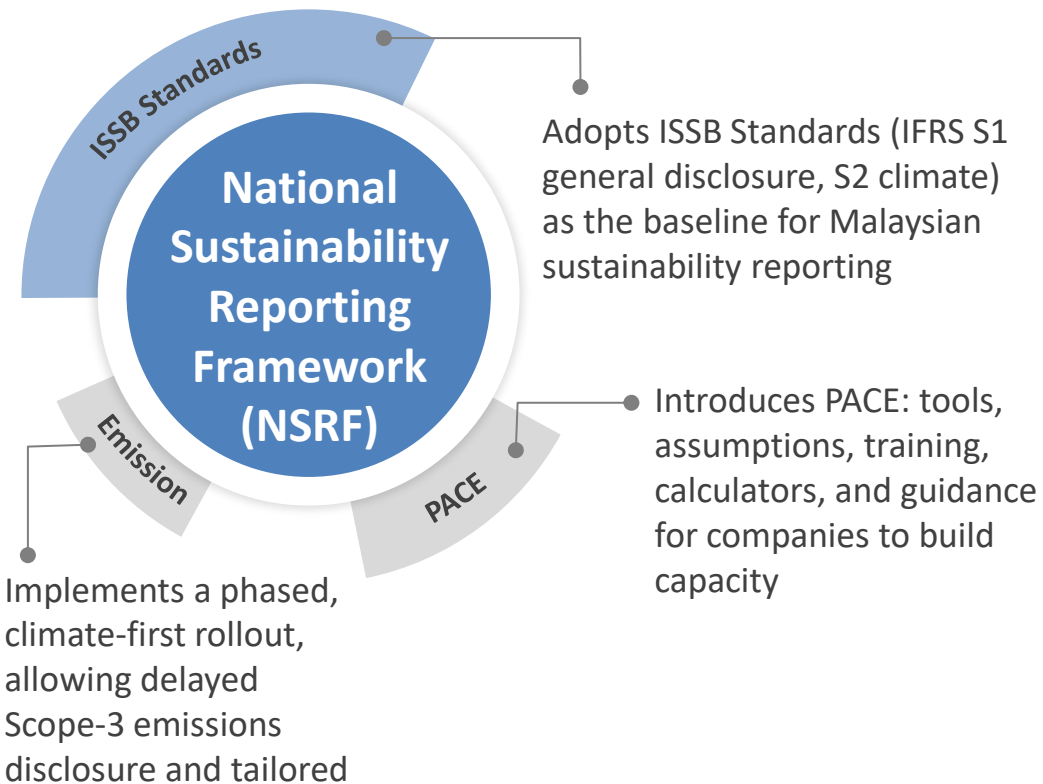 ISSB Standards
National
Sustainability
Reporting
Framework
(NSRF)
Adopts ISSB Standards (IFRS S1
general disclosure, S2 climate)
as the baseline for Malaysian
sustainability reporting
Emission
PACE
Introduces PACE: tools,
assumptions, training,
calculators, and guidance
for companies to build
capacity
Implements a phased,
climate-first rollout,
allowing delayed
Scope-3 emissions
disclosure and tailored